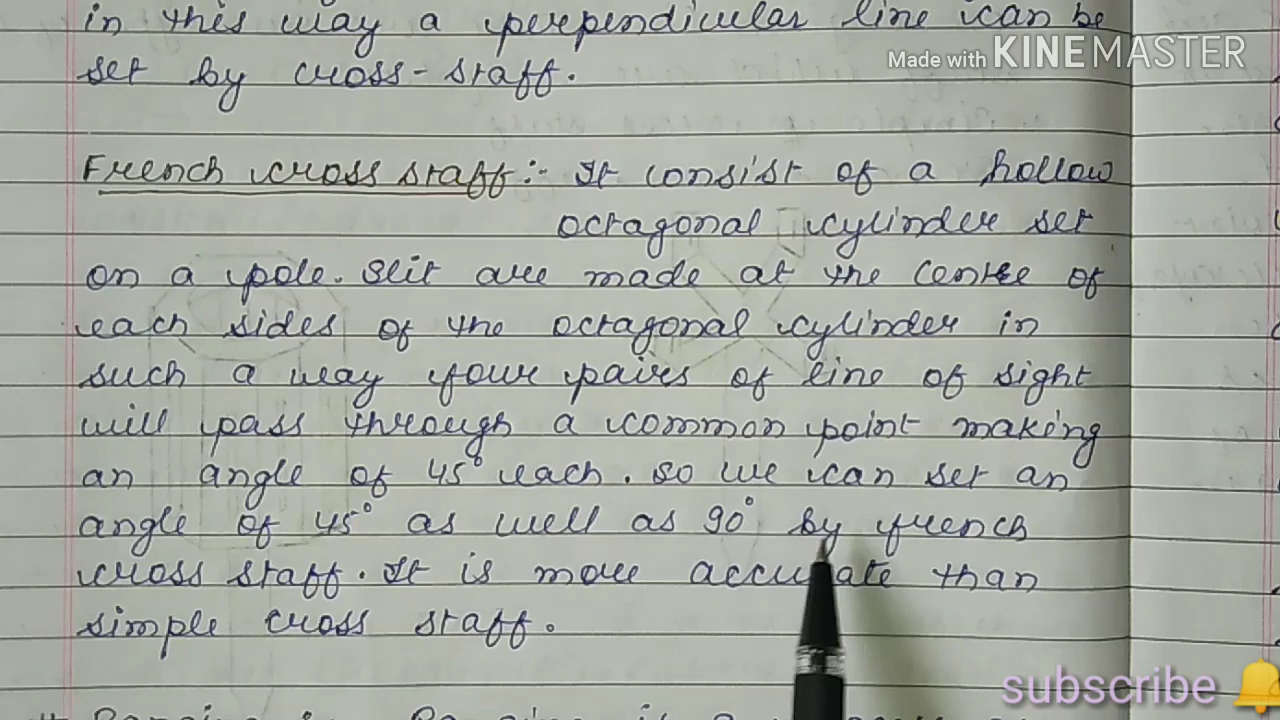 in this way a perpendicular line can be
Made with KINEMASTER
set by cross-staff.
French cross staff:- It consist of a hollow
octagonal cylinder set
on a pole. Slit are made at the centre of
each sides of the octagonal cylinder in
such a way four pairs of line of sight
will pass through a common point making
an angle of 45° each. so we can set an
angle of 45° as well as 90° by french
cross staff. It is more accurate than
simple cross staff.
subscribe